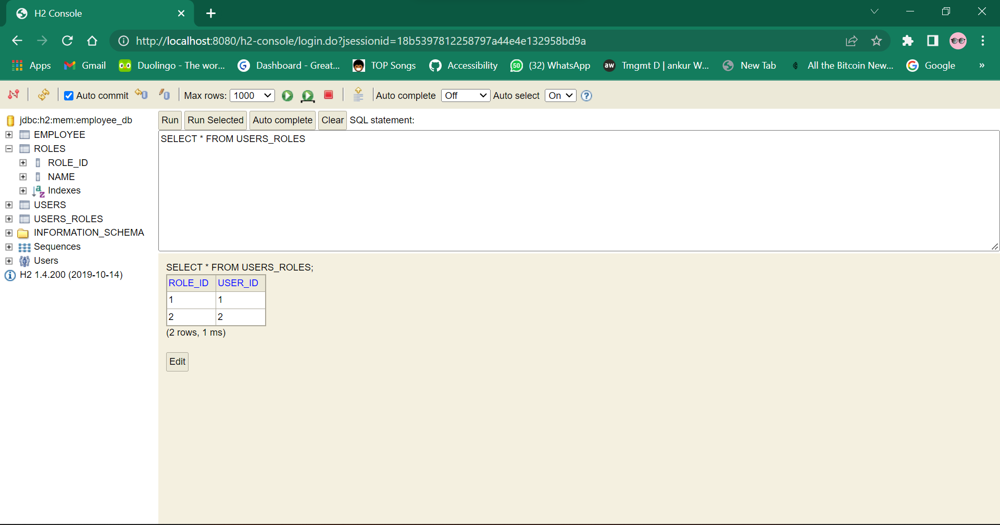 H2 Console
http://localhost:8080/h2-console/login.do?jsessionid=18b5397812258797a44e4e132958bd9a
Apps Gmail Duolingo - The wor... Dashboard - Great... TOP Songs Accessibility 50 (32) WhatsApp aw Tmgmt D | ankur W... New Tab All the Bitcoin New... Google »
Auto commit Max rows: 1000 Auto complete Off Auto select On ?
jdbc:h2:mem:employee_db
EMPLOYEE
ROLES
ROLE_ID
NAME
Indexes
USERS
USERS_ROLES
INFORMATION_SCHEMA
Sequences
Users
H2 1.4.200 (2019-10-14)
Run Run Selected Auto complete Clear SQL statement:
SELECT * FROM USERS_ROLES
SELECT * FROM USERS_ROLES;
ROLE_ID USER_ID
1 1
2 2
(2 rows, 1 ms)
Edit